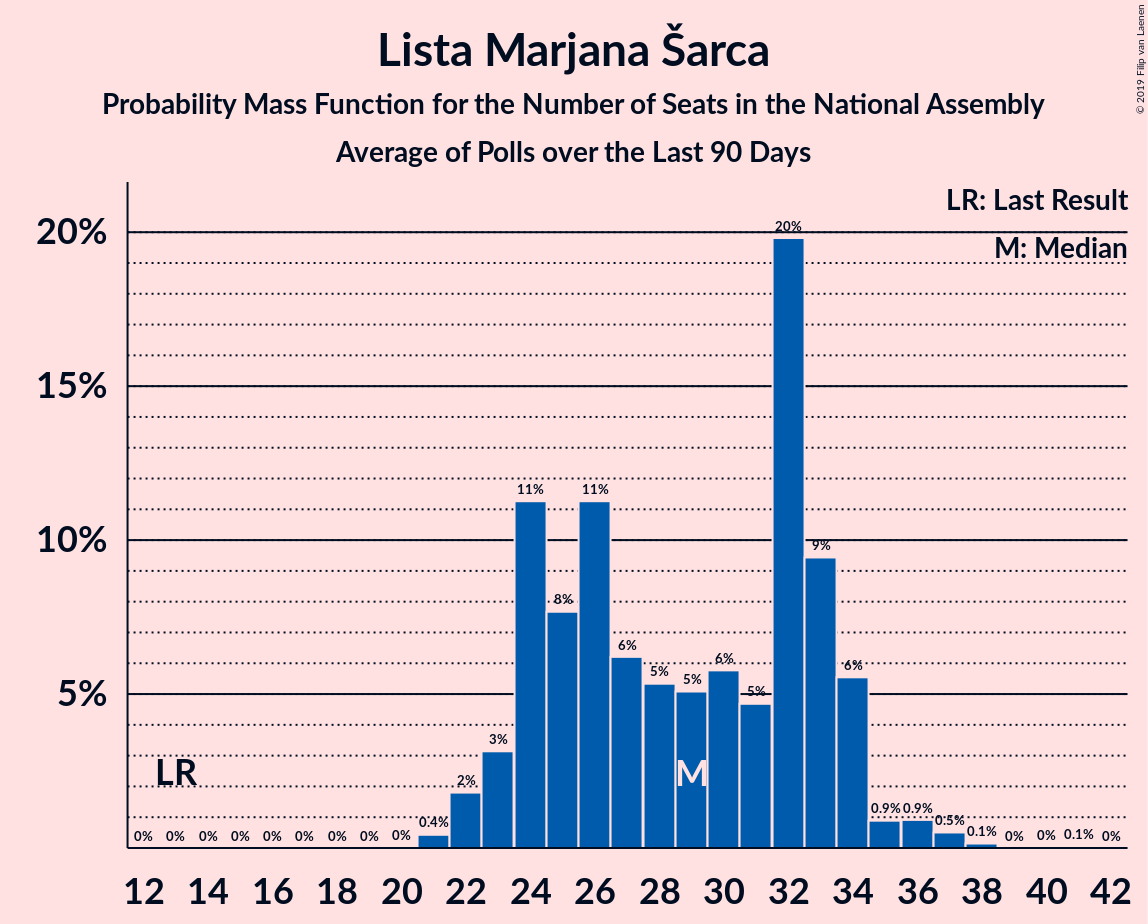 Lista Marjana Šarca
Probability Mass Function for the Number of Seats in the National Assembly
Average of Polls over the Last 90 Days
© 2019 Filip van Laenen
LR: Last Result
M: Median
20%
15%
10%
5%
0% 0% 0% 0% 0% 0% 0% 0% 0% 0.4% 2% 3% 11% 8% 11% 6% 5% 5% 6% 5% 20% 9% 6% 0.9% 0.9% 0.5% 0.1% 0% 0% 0.1% 0%
LR
M
12 14 16 18 20 22 24 26 28 30 32 34 36 38 40 42